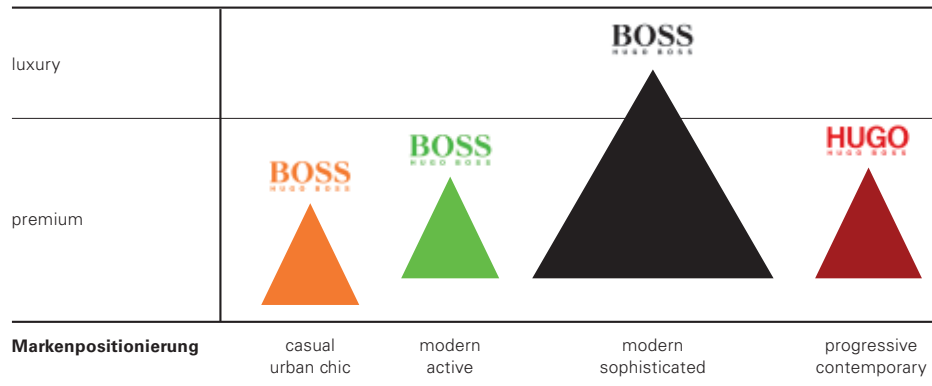 BOSS
HUGO BOSS
luxury
BOSS
HUGO BOSS
HUGO
HUGO BOSS
BOSS
HUGO BOSS
premium
Markenpositionierung
casual
urban chic
modern
active
modern
sophisticated
progressive
contemporary